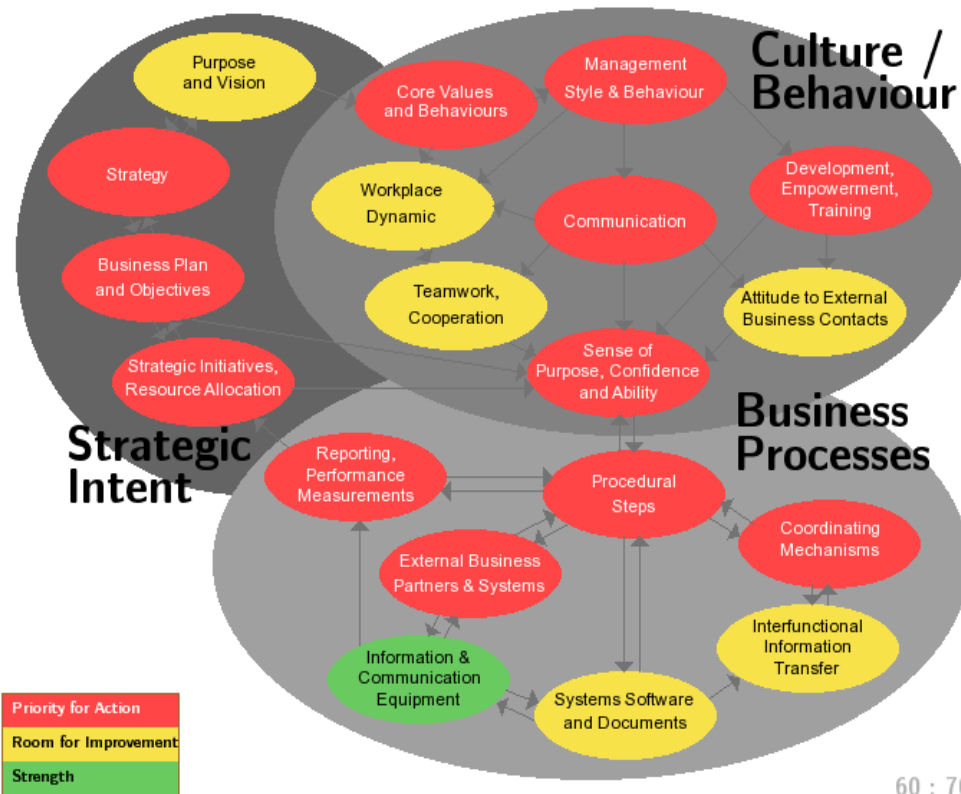 Culture /
Behaviour
Purpose
and Vision
Management
Style & Behaviour
Core Values
and Behaviours
Strategy
Development,
Empowerment,
Training
Workplace
Dynamic
Communication
Business Plan
and Objectives
Teamwork,
Cooperation
Attitude to External
Business Contacts
Strategic Initiatives,
Resource Allocation
Sense of
Purpose, Confidence
and Ability
Strategic
Intent
Business
Processes
Reporting,
Performance
Measurements
Procedural
Steps
Coordinating
Mechanisms
External Business
Partners & Systems
Interfunctional
Information
Transfer
Information &
Communication
Equipment
Systems Software
and Documents
Priority for Action
Room for Improvement
Strength
60 :